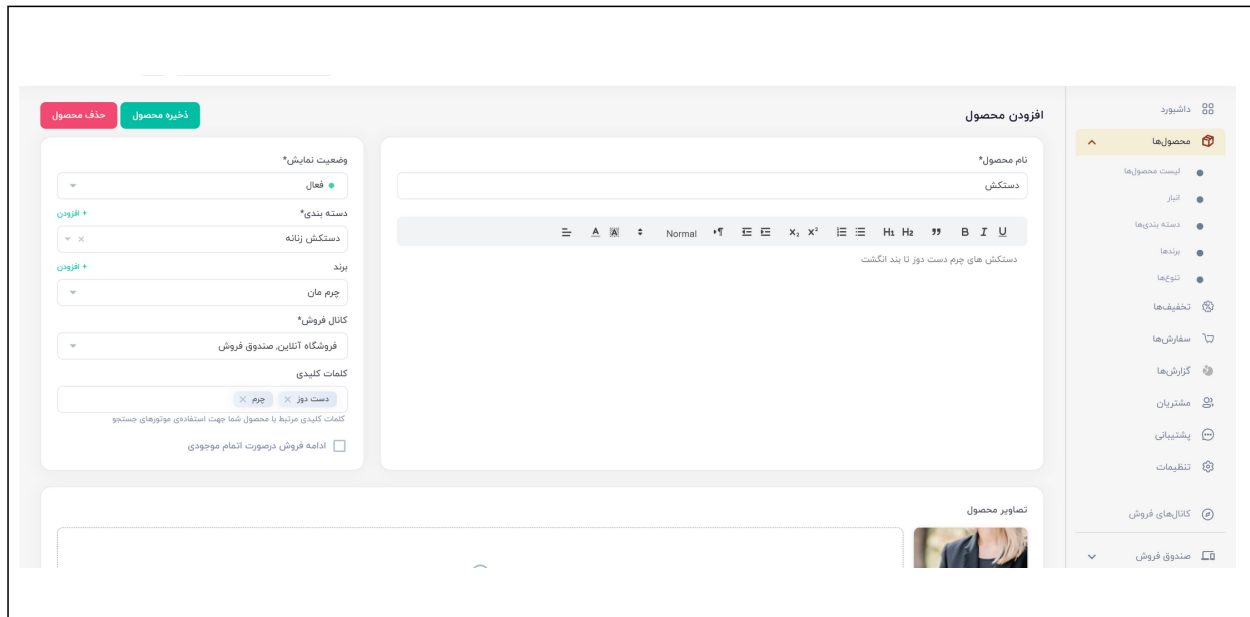 داشبورد
محصول‌ها
لیست محصول‌ها
انبار
دسته بندی‌ها
برندها
تنوع‌ها
تخفیف‌ها
سفارش‌ها
گزارش‌ها
مشتریان
پشتیبانی
تنظیمات
کانال‌های فروش
صندوق فروش
افزودن محصول
ذخیره محصول
حذف محصول
نام محصول*
دستکش
Normal
H1 H2
X₂ X²
B I U
دستکش های چرم دست دوز تا بند انگشت
وضعیت نمایش*
فعال
دسته بندی*
+ افزودن
دستکش زنانه
برند
+ افزودن
چرم مان
کانال فروش*
فروشگاه آنلاین, صندوق فروش
کلمات کلیدی
دست دوز × چرم ×
کلمات کلیدی مرتبط با محصول شما جهت استفاده‌ی موتورهای جستجو
ادامه فروش درصورت اتمام موجودی
تصاویر محصول